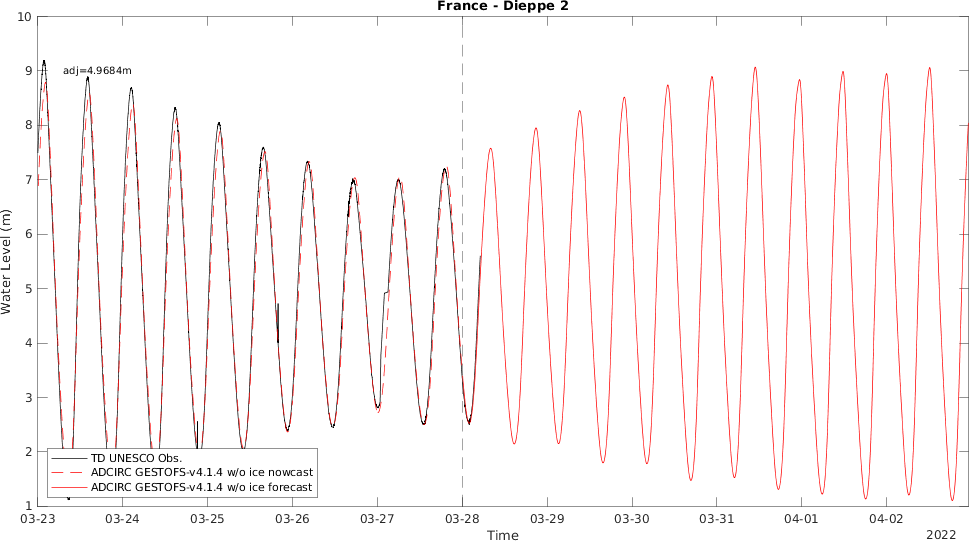 France - Dieppe 2
adj=4.9684m
10
9
8
7
6
5
4
3
2
1
Water Level (m)
TD UNESCO Obs.
ADCIRC GESTOFS-v4.1.4 w/o ice nowcast
ADCIRC GESTOFS-v4.1.4 w/o ice forecast
03-23 03-24 03-25 03-26 03-27 03-28 03-29 03-30 03-31 04-01 04-02
Time
2022